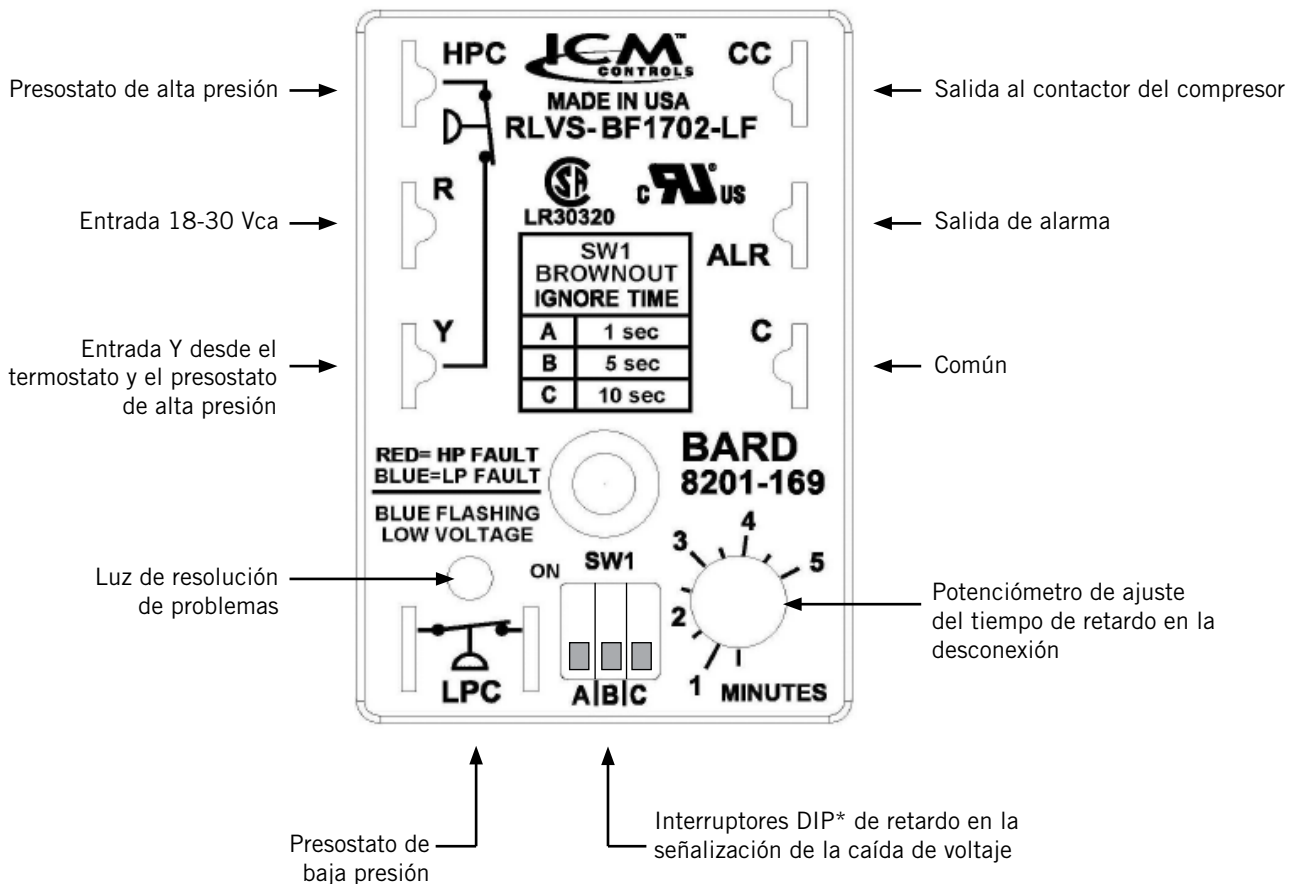 HPC
ICM™
CONTROLS
CC
Presostato de alta presión
Salida al contactor del compresor
MADE IN USA
RLVS-BF1702-LF
R
LR30320
C UR® US
Entrada 18-30 Vca
Salida de alarma
SW1
BROWNOUT
IGNORE TIME
ALR
A 1 sec
B 5 sec
C 10 sec
Y
C
Entrada Y desde el
termostato y el presostato
de alta presión
Común
RED= HP FAULT
BLUE=LP FAULT
BLUE FLASHING
LOW VOLTAGE
BARD
8201-169
Luz de resolución
de problemas
ON
SW1
A|B|C
1
2
3
4
5
MINUTES
Potenciómetro de ajuste
del tiempo de retardo en la
desconexión
LPC
Presostato de
baja presión
Interruptores DIP* de retardo en la
señalización de la caída de voltaje